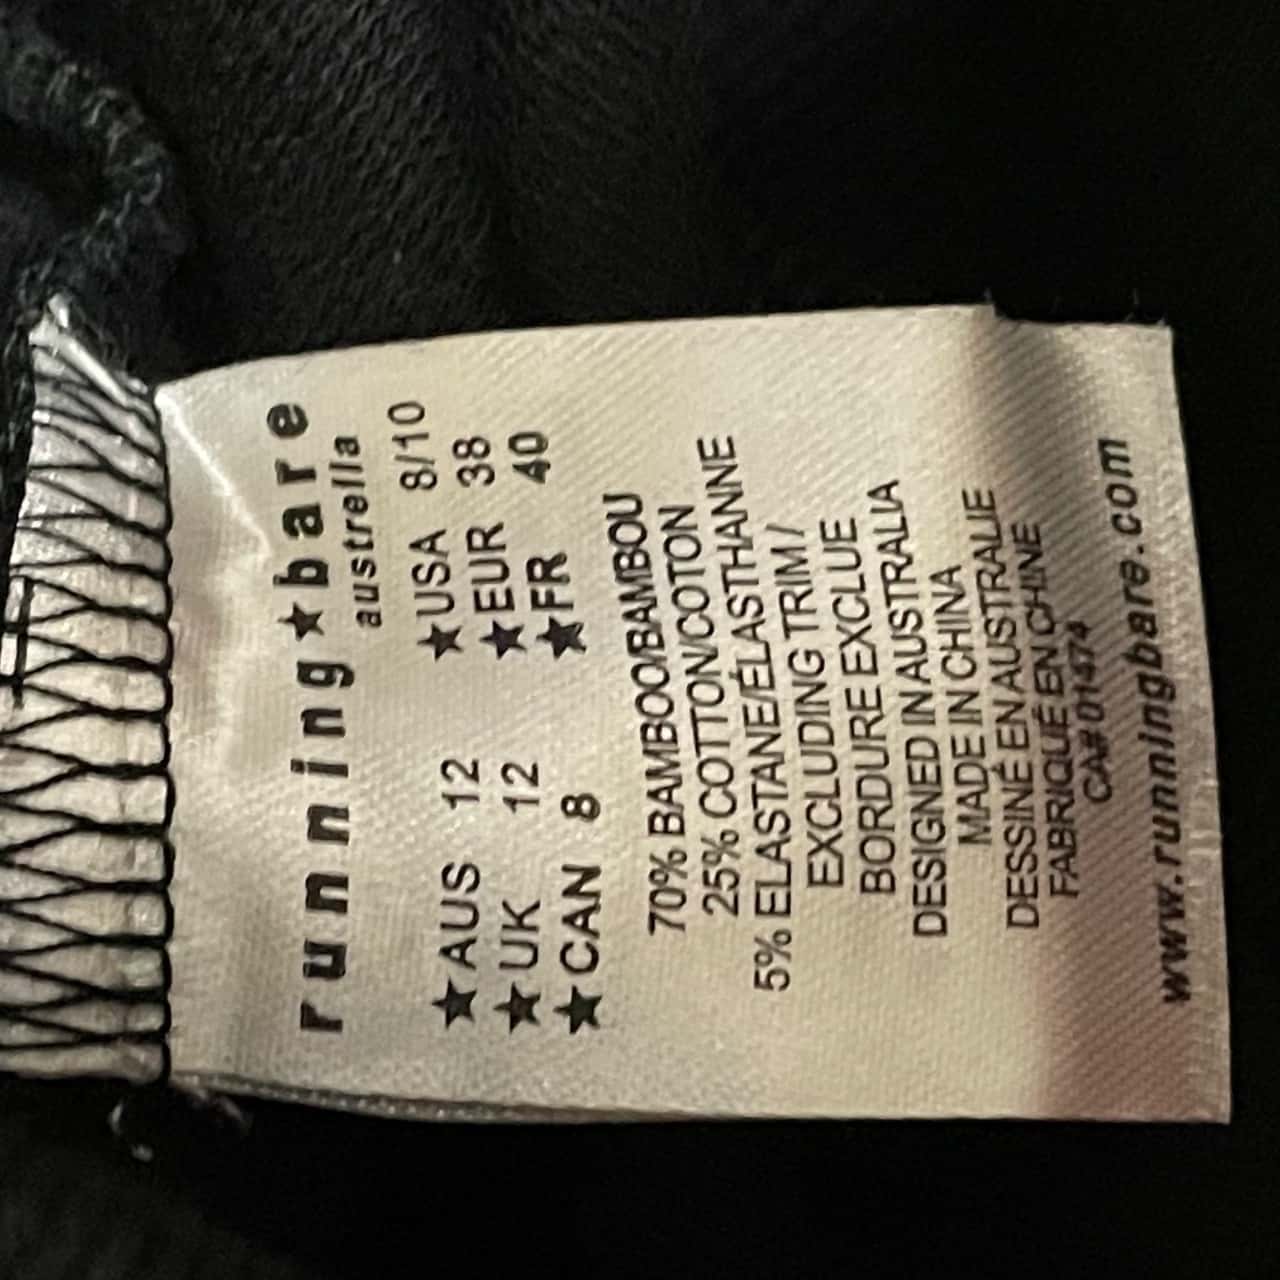 running★bare
austrella
★AUS 12 ★USA 8/10
★UK 12 ★EUR 38
★CAN 8 ★FR 40
70% BAMBOO/BAMBOU
25% COTTON/COTON
5% ELASTANE/ÉLASTHANNE
EXCLUDING TRIM /
BORDURE EXCLUE
DESIGNED IN AUSTRALIA
MADE IN CHINA
DESSINÉ EN AUSTRALIE
FABRIQUÉ EN CHINE
CA# 01474
www.runningbare.com